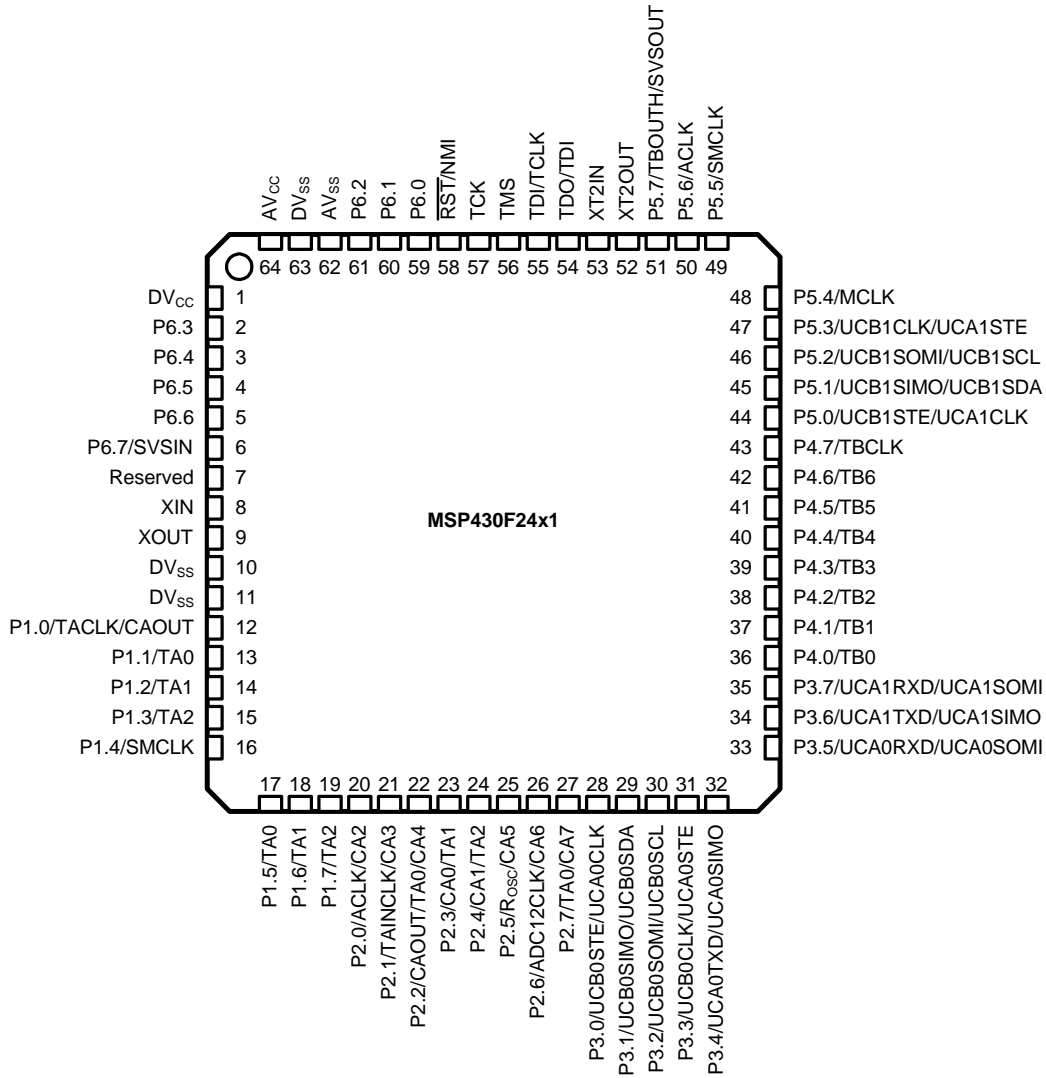 AVCC
DVSS
AVSS
P6.2
P6.1
P6.0
RST/NMI
TCK
TMS
TDI/TCLK
TDO/TDI
XT2IN
XT2OUT
P5.7/TBOUTH/SVSOUT
P5.6/ACLK
P5.5/SMCLK
64 63 62 61 60 59 58 57 56 55 54 53 52 51 50 49
DVCC 1
P6.3 2
P6.4 3
P6.5 4
P6.6 5
P6.7/SVSIN 6
Reserved 7
XIN 8
XOUT 9
DVSS 10
DVSS 11
P1.0/TACLK/CAOUT 12
P1.1/TA0 13
P1.2/TA1 14
P1.3/TA2 15
P1.4/SMCLK 16
MSP430F24x1
48 P5.4/MCLK
47 P5.3/UCB1CLK/UCA1STE
46 P5.2/UCB1SOMI/UCB1SCL
45 P5.1/UCB1SIMO/UCB1SDA
44 P5.0/UCB1STE/UCA1CLK
43 P4.7/TBCLK
42 P4.6/TB6
41 P4.5/TB5
40 P4.4/TB4
39 P4.3/TB3
38 P4.2/TB2
37 P4.1/TB1
36 P4.0/TB0
35 P3.7/UCA1RXD/UCA1SOMI
34 P3.6/UCA1TXD/UCA1SIMO
33 P3.5/UCA0RXD/UCA0SOMI
17 18 19 20 21 22 23 24 25 26 27 28 29 30 31 32
P1.5/TA0
P1.6/TA1
P1.7/TA2
P2.0/ACLK/CA2
P2.1/TAINCLK/CA3
P2.2/CAOUT/TA0/CA4
P2.3/CA0/TA1
P2.4/CA1/TA2
P2.5/ROSC/CA5
P2.6/ADC12CLK/CA6
P2.7/TA0/CA7
P3.0/UCB0STE/UCA0CLK
P3.1/UCB0SIMO/UCB0SDA
P3.2/UCB0SOMI/UCB0SCL
P3.3/UCB0CLK/UCA0STE
P3.4/UCA0TXD/UCA0SIMO